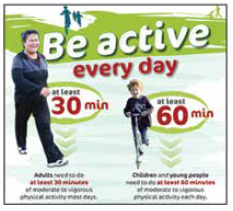 Be active
every day
at least
30 min
at least
60 min
Adults need to do
at least 30 minutes
of moderate to vigorous
physical activity most days.
Children and young people
need to do at least 60 minutes
of moderate to vigorous
physical activity each day.